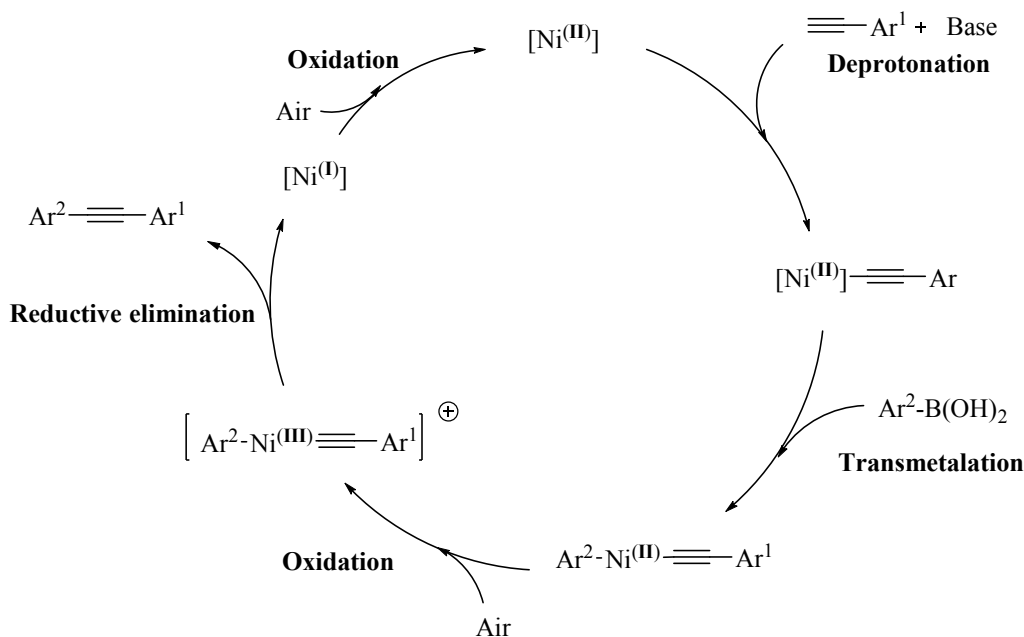 [Ni(II)]
Ar1 + Base
Deprotonation
Oxidation
Air
[Ni(I)]
Ar2 Ar1
[Ni(II)] Ar
Reductive elimination
Ar2-B(OH)2
Transmetalation
[ Ar2-Ni(III) Ar1 ] ⊕
Ar2-Ni(II) Ar1
Oxidation
Air